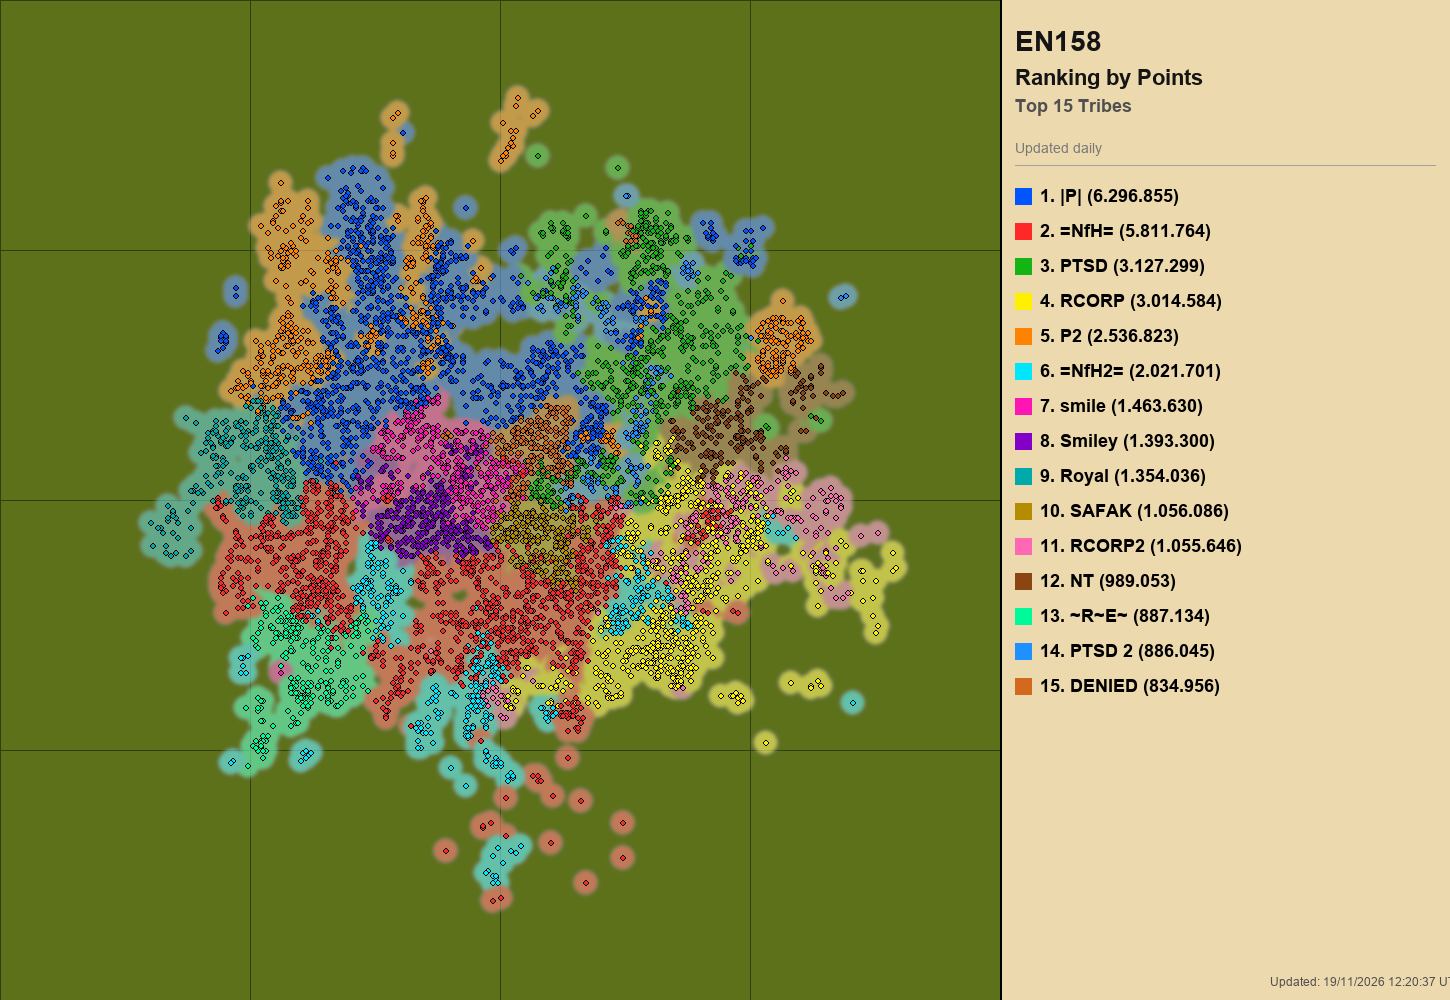 EN158
Ranking by Points
Top 15 Tribes
Updated daily
1. |P| (6.296.855)
2. =NfH= (5.811.764)
3. PTSD (3.127.299)
4. RCORP (3.014.584)
5. P2 (2.536.823)
6. =NfH2= (2.021.701)
7. smile (1.463.630)
8. Smiley (1.393.300)
9. Royal (1.354.036)
10. SAFAK (1.056.086)
11. RCORP2 (1.055.646)
12. NT (989.053)
13. ~R~E~ (887.134)
14. PTSD 2 (886.045)
15. DENIED (834.956)
Updated: 19/11/2026 12:20:37 U